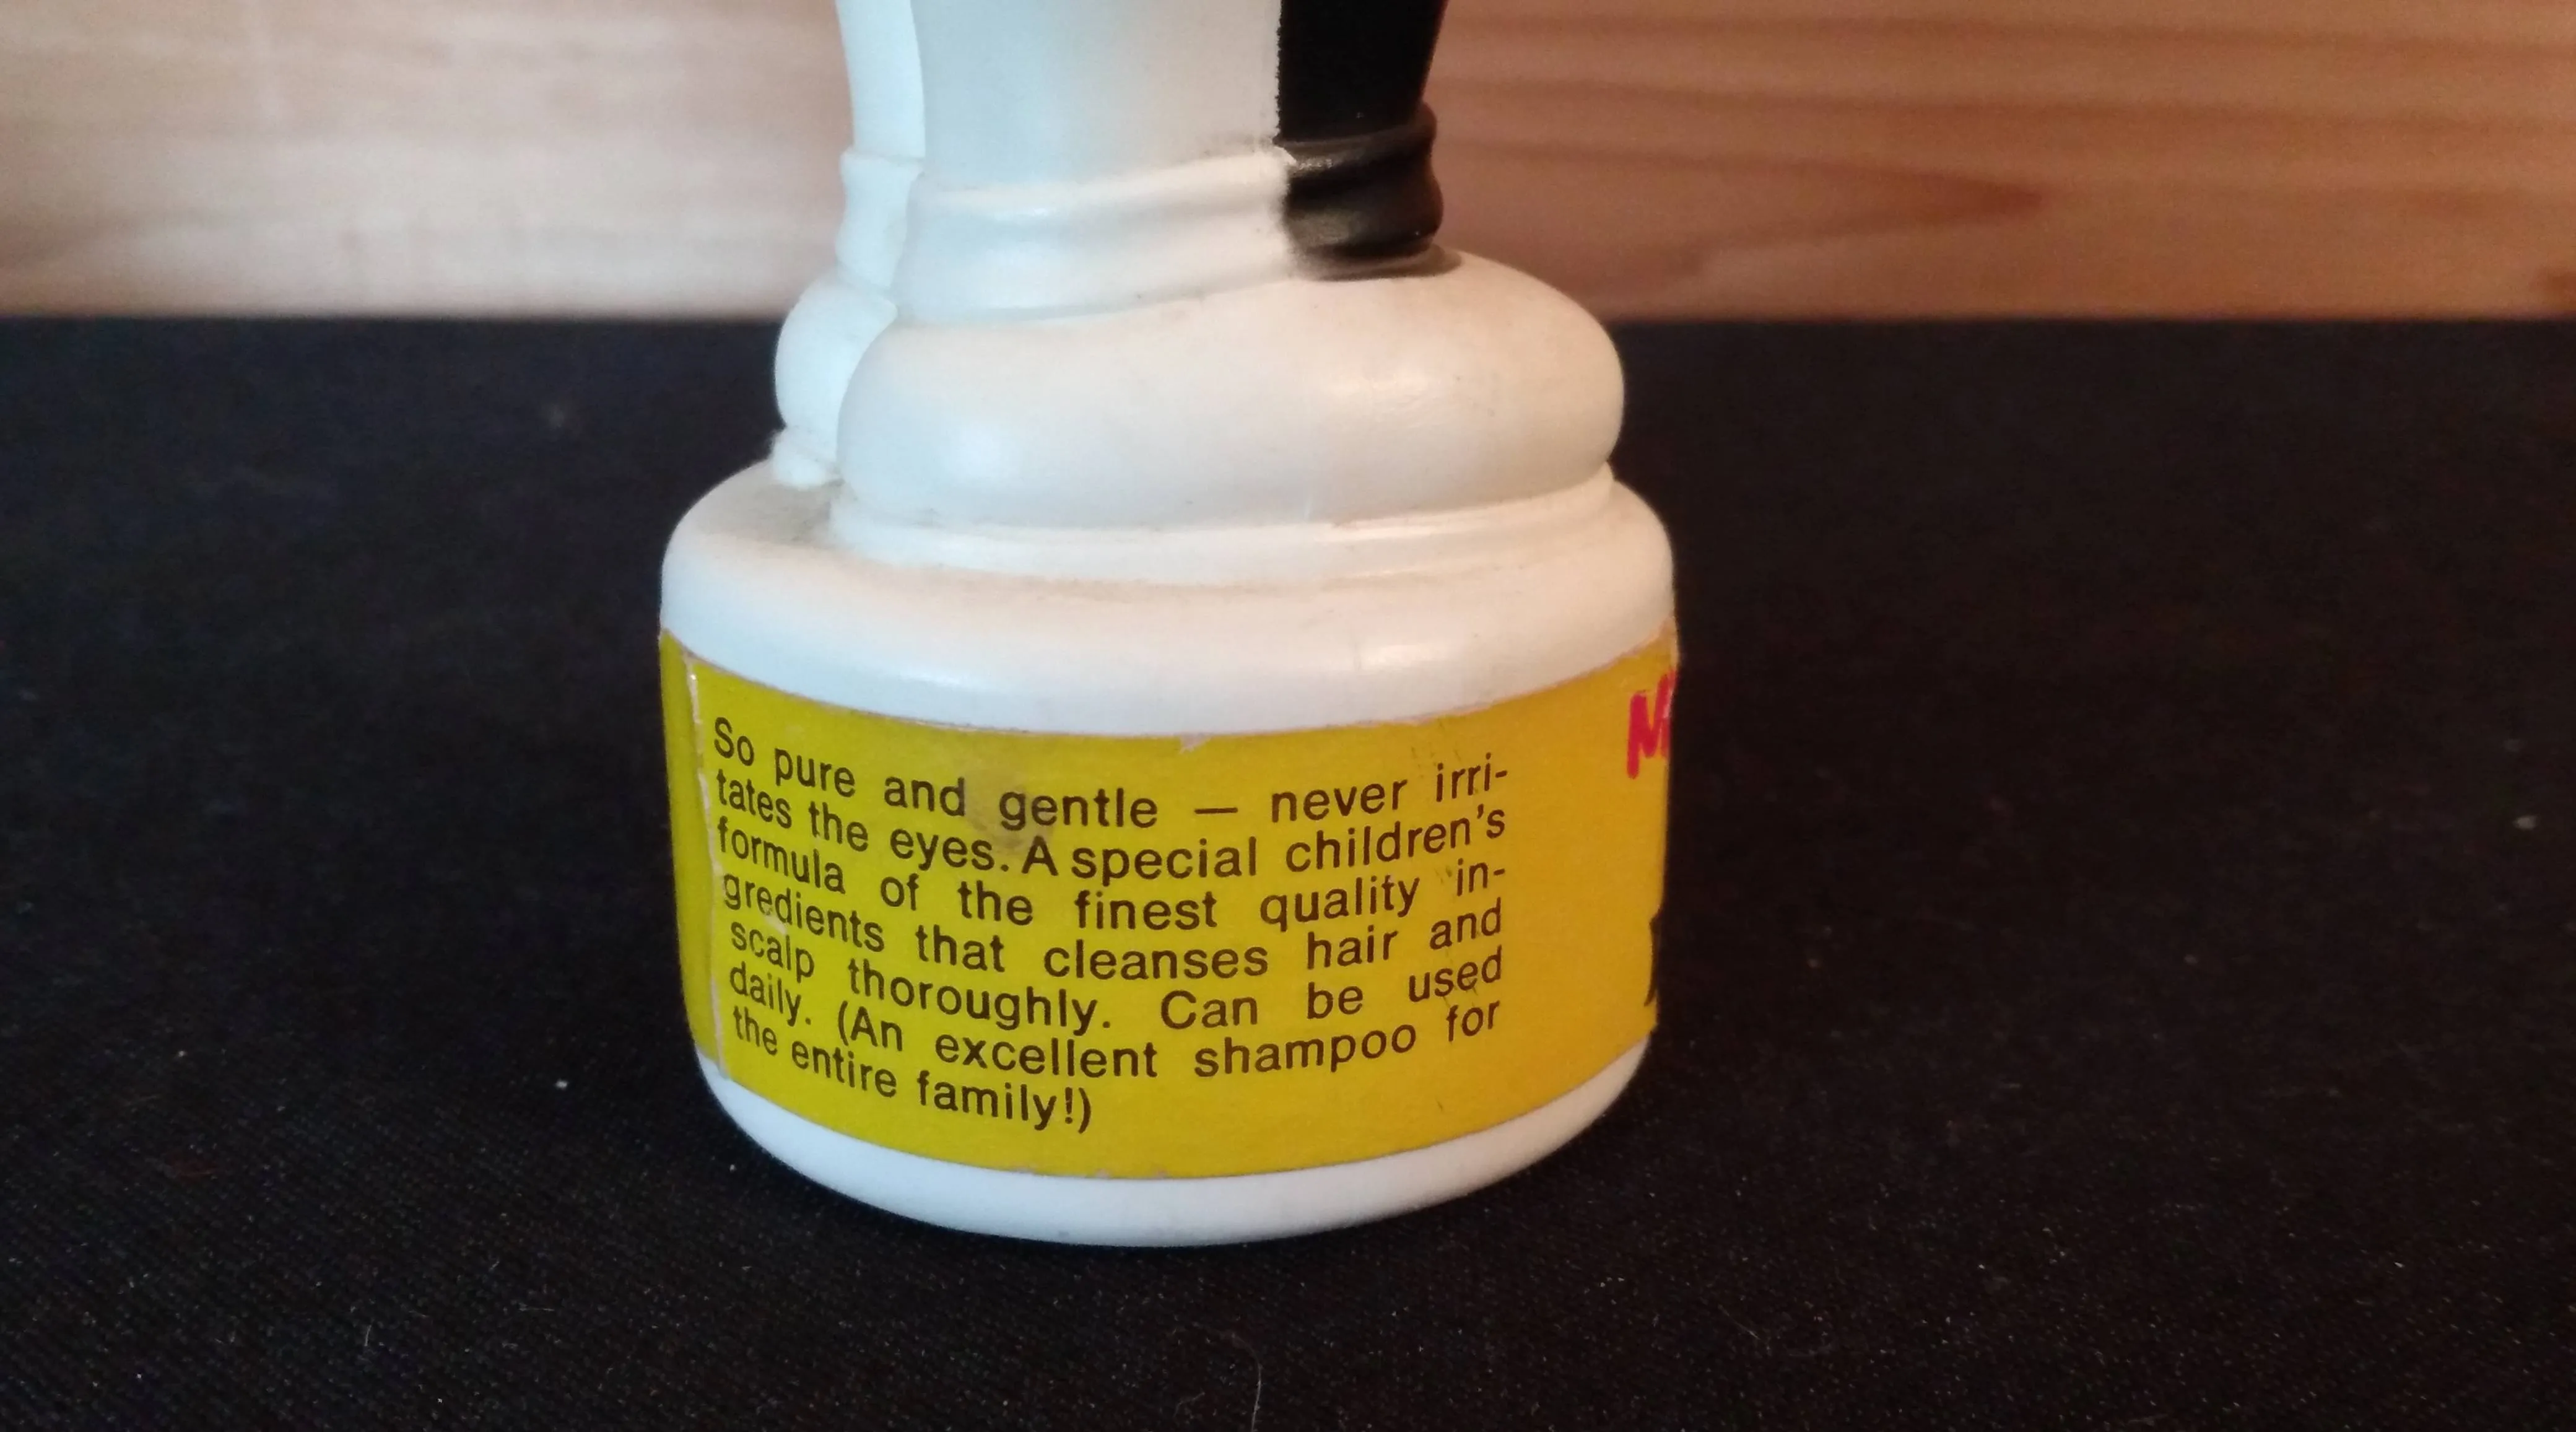 So pure and gentle — never irri-
tates the eyes. A special children's
formula of the finest quality in-
gredients that cleanses hair and
scalp thoroughly. Can be used
daily. (An excellent shampoo for
the entire family!)